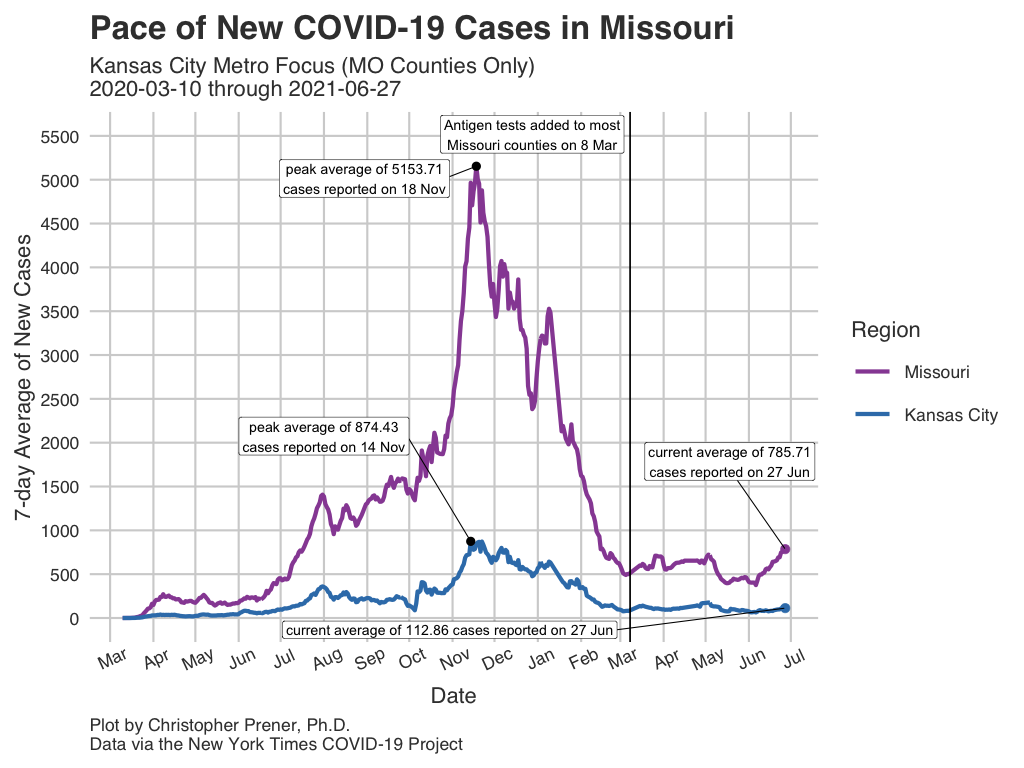 Pace of New COVID-19 Cases in Missouri
Kansas City Metro Focus (MO Counties Only)
2020-03-10 through 2021-06-27
Antigen tests added to most
Missouri counties on 8 Mar
peak average of 5153.71
cases reported on 18 Nov
peak average of 874.43
cases reported on 14 Nov
current average of 785.71
cases reported on 27 Jun
current average of 112.86 cases reported on 27 Jun
7-day Average of New Cases
5500
5000
4500
4000
3500
3000
2500
2000
1500
1000
500
0
Mar Apr May Jun Jul Aug Sep Oct Nov Dec Jan Feb Mar Apr May Jun Jul
Date
Region
Missouri
Kansas City
Plot by Christopher Prener, Ph.D.
Data via the New York Times COVID-19 Project